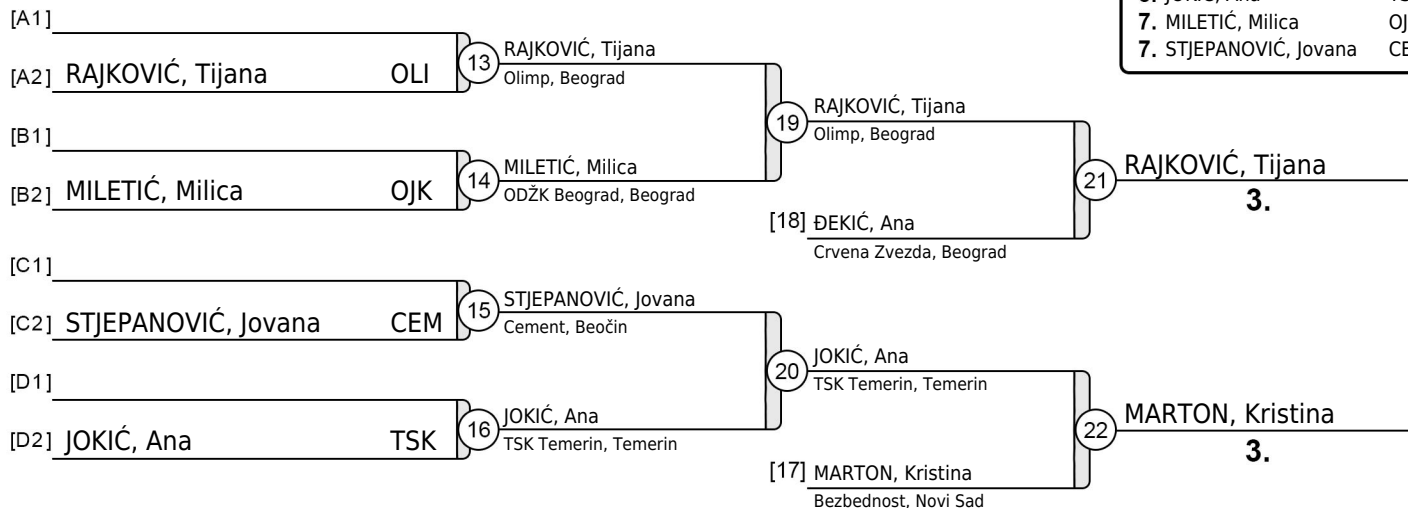 [A1]
[A2] RAJKOVIĆ, Tijana OLI
[B1]
[B2] MILETIĆ, Milica OJK
[C1]
[C2] STJEPANOVIĆ, Jovana CEM
[D1]
[D2] JOKIĆ, Ana TSK
13
RAJKOVIĆ, Tijana
Olimp, Beograd
14
MILETIĆ, Milica
ODŽK Beograd, Beograd
15
STJEPANOVIĆ, Jovana
Cement, Beočin
16
JOKIĆ, Ana
TSK Temerin, Temerin
19
RAJKOVIĆ, Tijana
Olimp, Beograd
[18] ĐEKIĆ, Ana
Crvena Zvezda, Beograd
20
JOKIĆ, Ana
TSK Temerin, Temerin
[17] MARTON, Kristina
Bezbednost, Novi Sad
21
RAJKOVIĆ, Tijana
3.
22
MARTON, Kristina
3.
7. MILETIĆ, Milica
7. STJEPANOVIĆ, Jovana